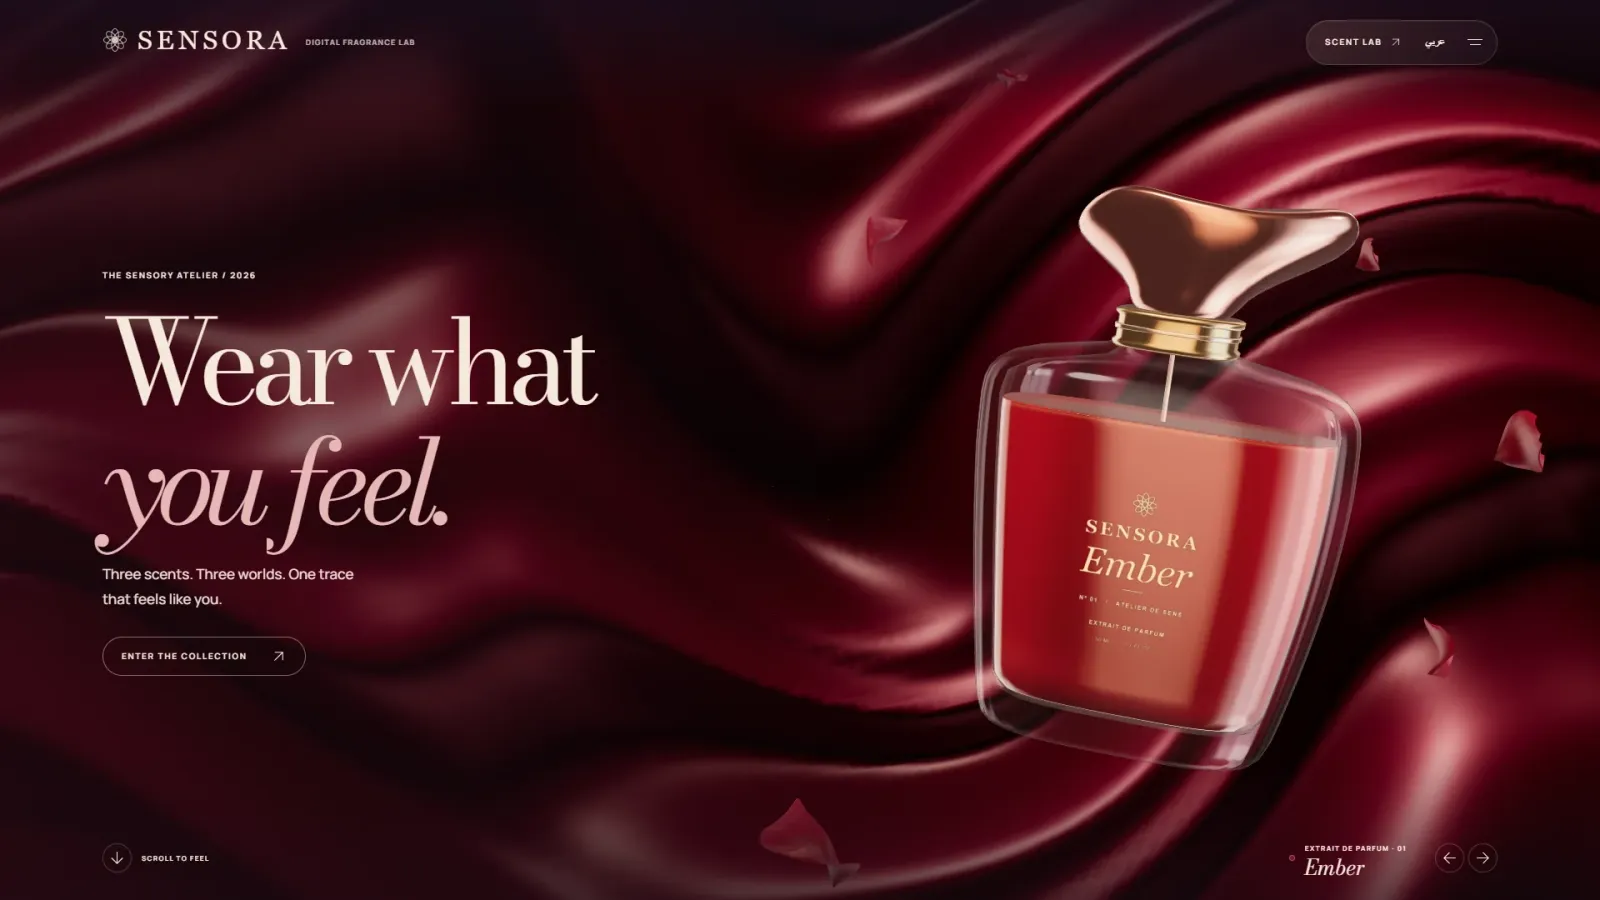 SENSORA
DIGITAL FRAGRANCE LAB
SCENT LAB
عربي
THE SENSORY ATELIER / 2026
Wear what
you feel.
Three scents. Three worlds. One trace
that feels like you.
ENTER THE COLLECTION
SENSORA
Ember
Nº 01 · ATELIER DE SENS
EXTRAIT DE PARFUM
SCROLL TO FEEL
EXTRAIT DE PARFUM - 01
Ember